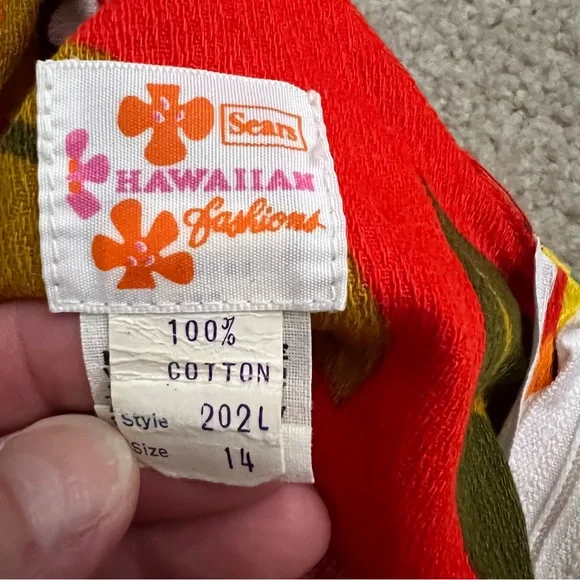 Sears
HAWAIIAN
fashions
100%
COTTON
Style 202L
Size 14